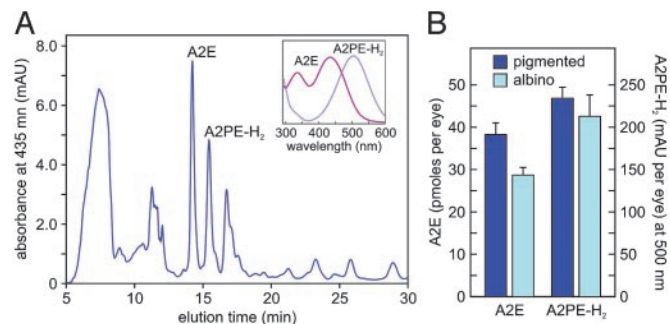 A
absorbance at 435 mn (mAU)
8.0
6.0
4.0
2.0
0
5
10
15
20
25
30
elution time (min)
A2E
A2PE-H₂
A2E
A2PE-H₂
300
400
500
600
wavelength (nm)
B
pigmented
albino
A2E (pmoles per eye)
50
40
30
20
10
0
A2E
A2PE-H₂
250
200
150
100
50
0
A2PE-H₂ (mAU per eye) at 500 nm